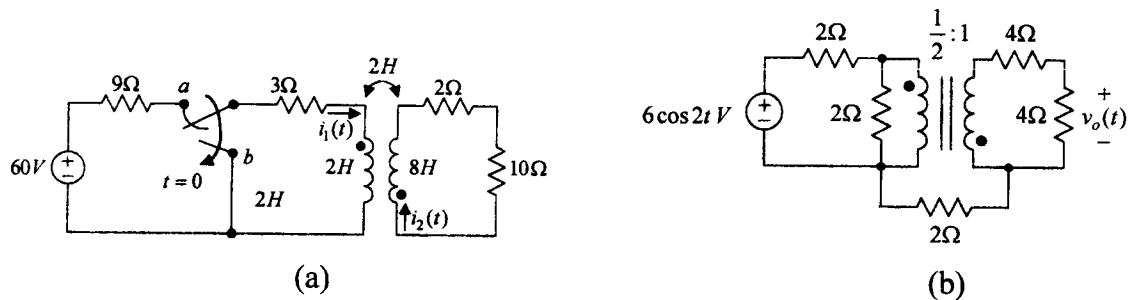 9Ω
a
3Ω
2H
2Ω
i₁(t)
60V
+
−
b
t = 0
2H
2H
8H
10Ω
i₂(t)
(a)
2Ω
1/2 : 1
4Ω
6 cos 2t V
+
−
2Ω
4Ω
+
vₒ(t)
−
2Ω
(b)